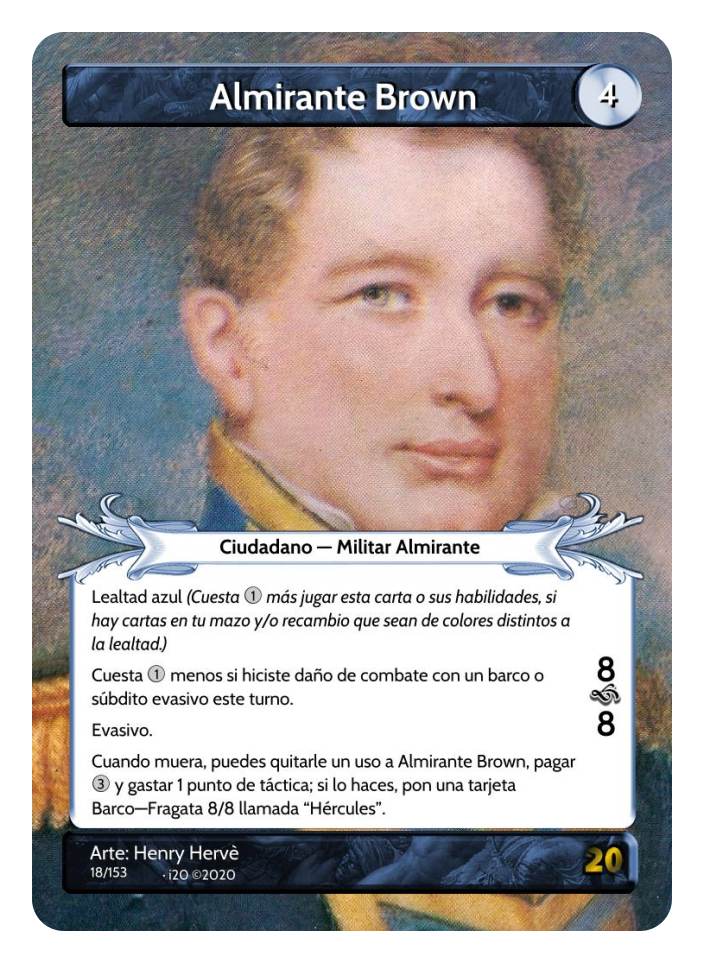 Almirante Brown
4
Ciudadano — Militar Almirante
Lealtad azul (Cuesta ① más jugar esta carta o sus habilidades, si
hay cartas en tu mazo y/o recambio que sean de colores distintos a
la lealtad.)
Cuesta ① menos si hiciste daño de combate con un barco o
súbdito evasivo este turno.
Evasivo.
Cuando muera, puedes quitarle un uso a Almirante Brown, pagar
③ y gastar 1 punto de táctica; si lo haces, pon una tarjeta
Barco—Fragata 8/8 llamada “Hércules”.
8
8
Arte: Henry Hervè
18/153 · i20 ©2020
20